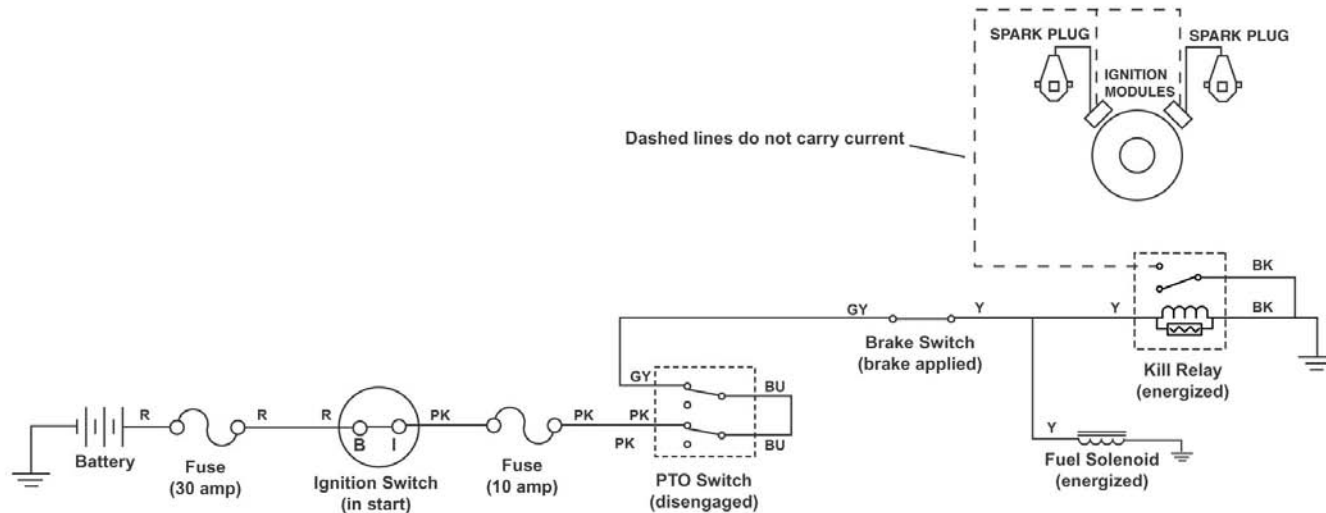 SPARK PLUG
SPARK PLUG
IGNITION
MODULES
Dashed lines do not carry current
BK
GY
Y
Y
BK
Brake Switch
(brake applied)
Kill Relay
(energized)
GY
BU
R
R
R
PK
PK
PK
B
I
PK
BU
Y
Battery
Fuse
(30 amp)
Ignition Switch
(in start)
Fuse
(10 amp)
PTO Switch
(disengaged)
Fuel Solenoid
(energized)